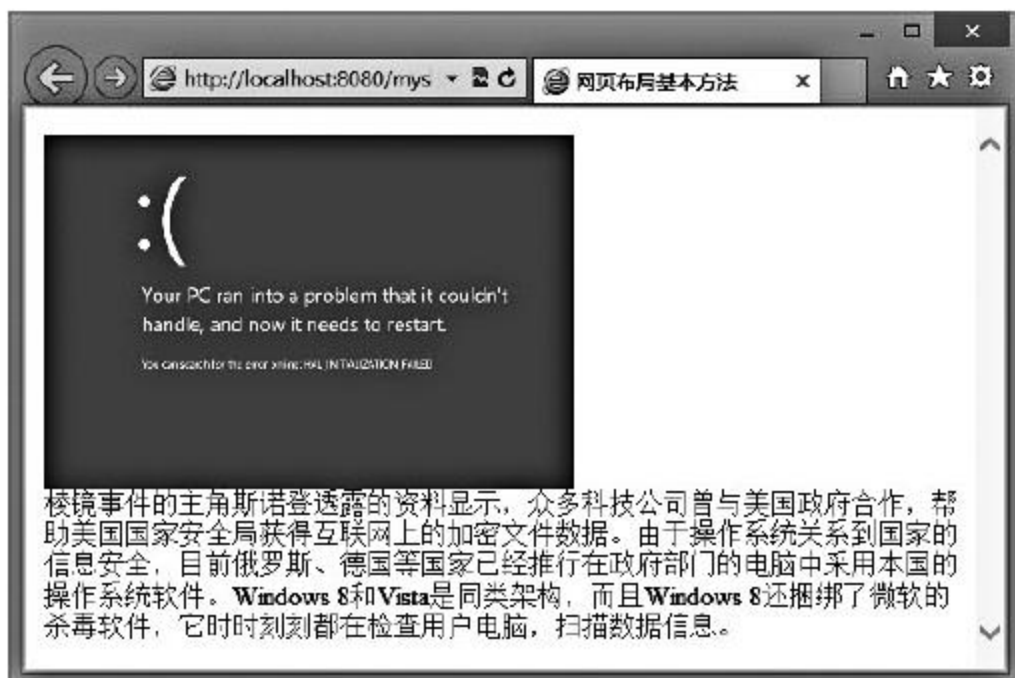 http://localhost:8080/mys
网页布局基本方法
:(
Your PC ran into a problem that it couldn't
handle, and now it needs to restart.
You can search for the error online: HAL_INITIALIZATION_FAILED
棱镜事件的主角斯诺登透露的资料显示，众多科技公司曾与美国政府合作，帮
助美国国家安全局获得互联网上的加密文件数据。由于操作系统关系到国家的
信息安全，目前俄罗斯、德国等国家已经推行在政府部门的电脑中采用本国的
操作系统软件。Windows 8和Vista是同类架构，而且Windows 8还捆绑了微软的
杀毒软件，它时时刻刻都在检查用户电脑，扫描数据信息。